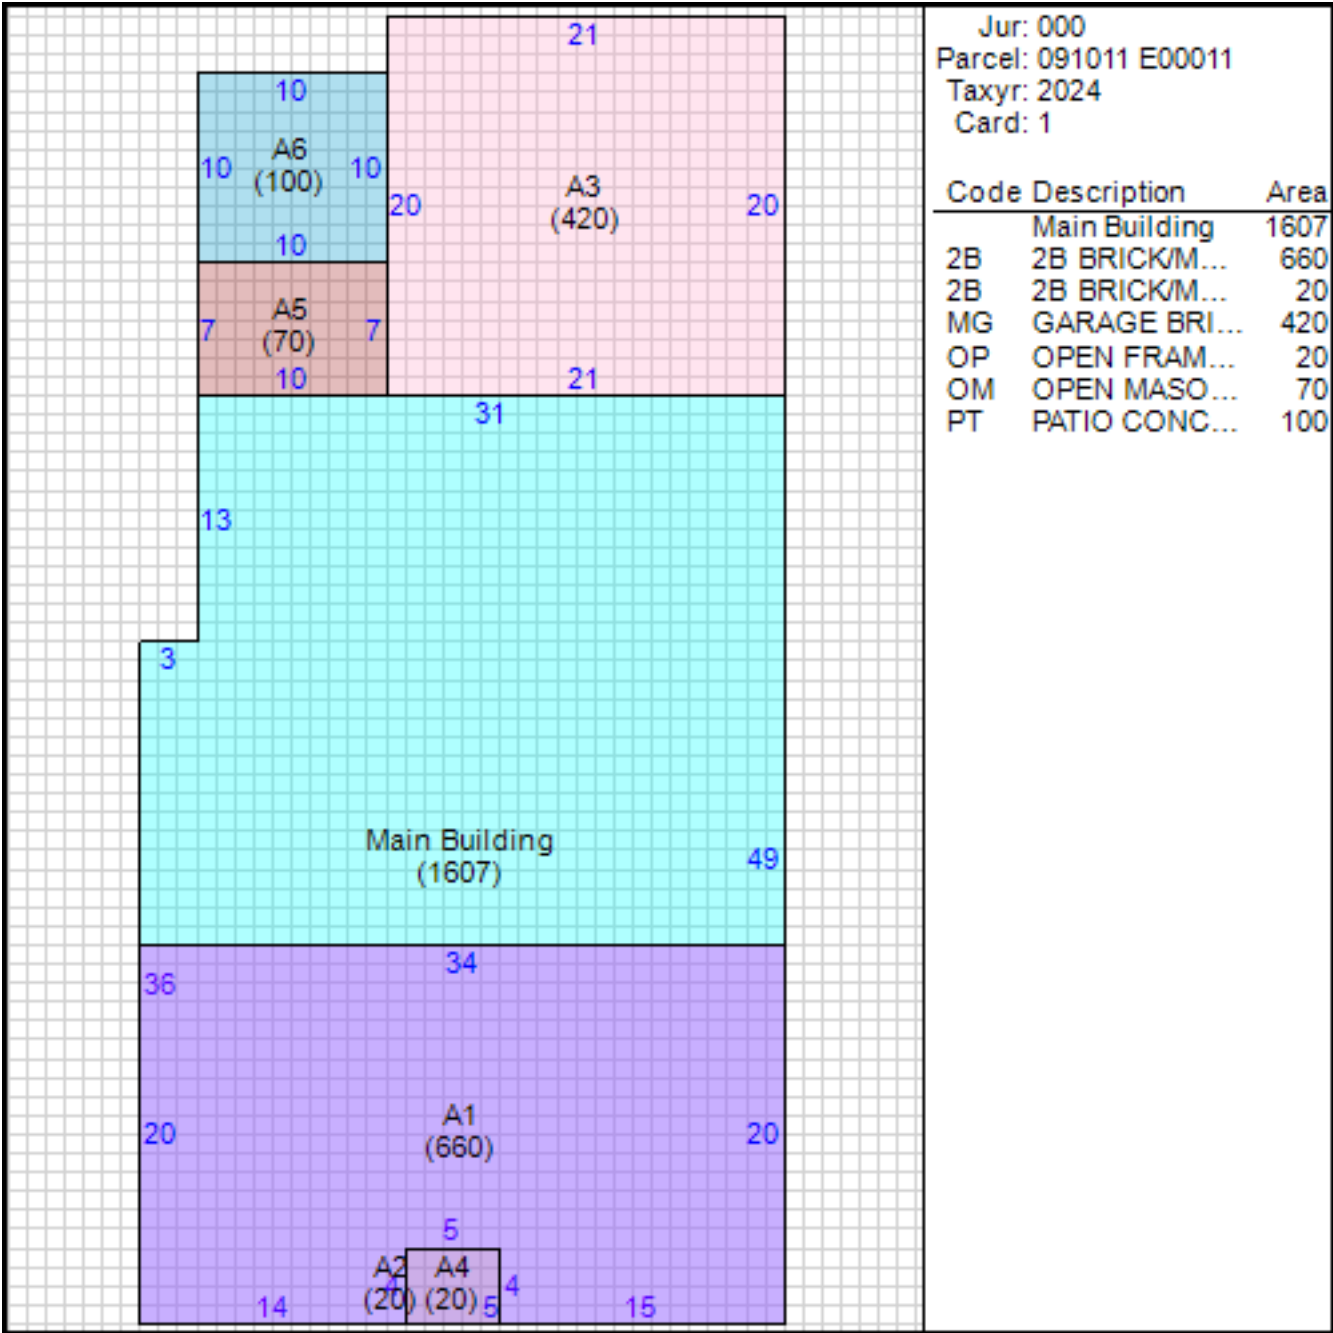 21
10
A6
(100)
10
10
10
A3
(420)
20
20
A5
(70)
7
7
10
21
31
13
3
Main Building
(1607)
49
34
36
A1
(660)
20
20
5
A2
(20)
4
A4
(20)
5
4
14
15
Jur: 000
Parcel: 091011 E00011
Taxyr: 2024
Card: 1
Code Description Area
Main Building 1607
2B 2B BRICK/M... 660
2B 2B BRICK/M... 20
MG GARAGE BRI... 420
OP OPEN FRAM... 20
OM OPEN MASO... 70
PT PATIO CONC... 100